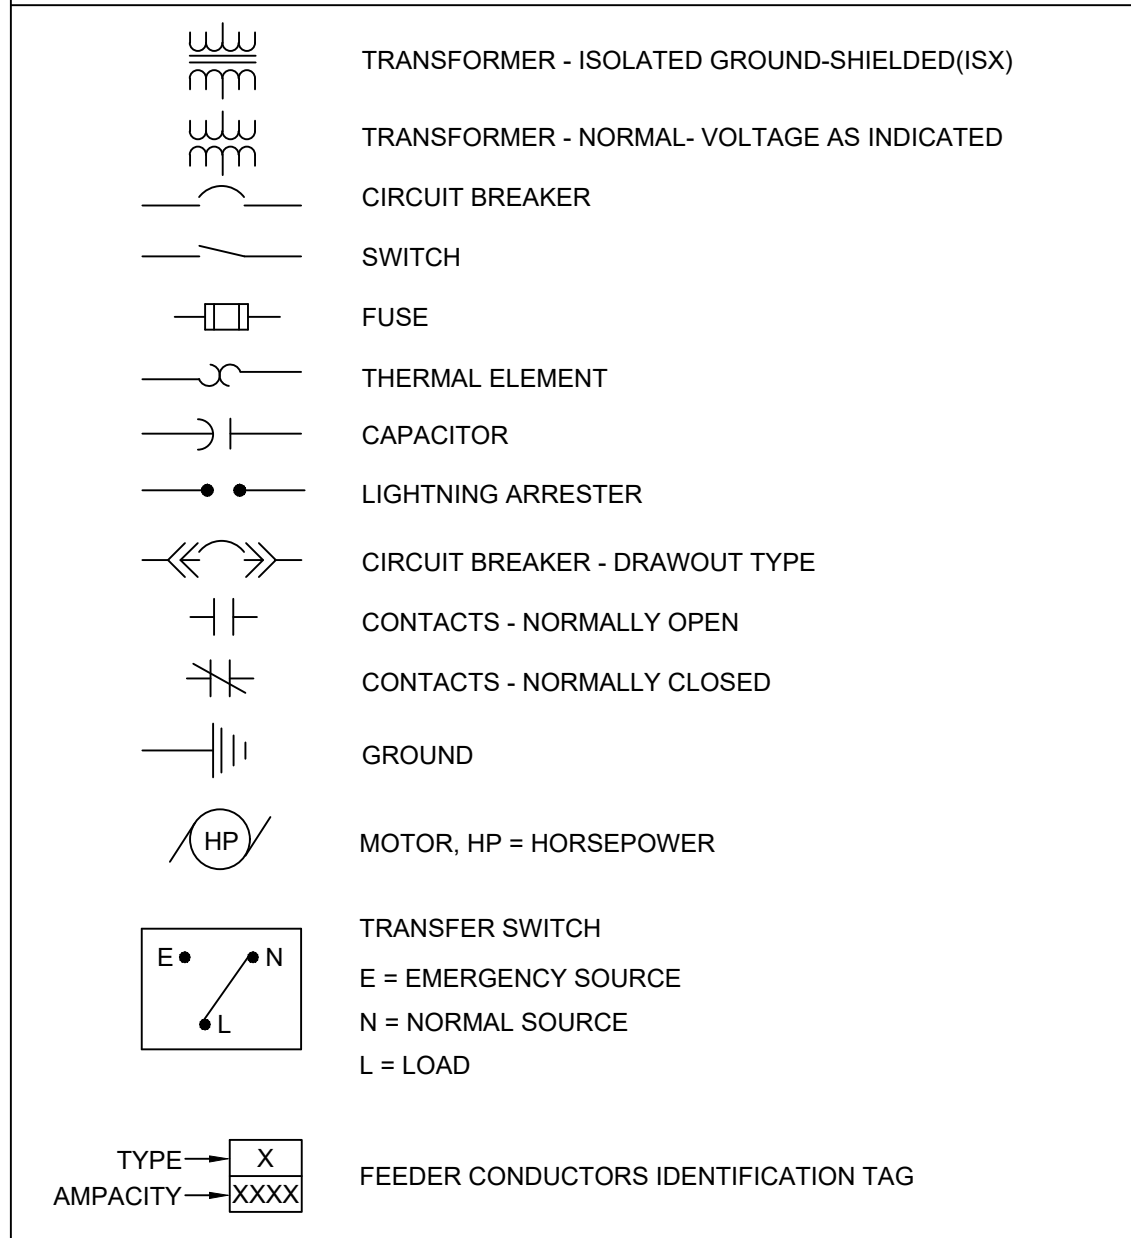 TRANSFORMER - ISOLATED GROUND-SHIELDED(ISX)
TRANSFORMER - NORMAL- VOLTAGE AS INDICATED
CIRCUIT BREAKER
SWITCH
FUSE
THERMAL ELEMENT
CAPACITOR
LIGHTNING ARRESTER
CIRCUIT BREAKER - DRAWOUT TYPE
CONTACTS - NORMALLY OPEN
CONTACTS - NORMALLY CLOSED
GROUND
HP
MOTOR, HP = HORSEPOWER
E N
L
TRANSFER SWITCH
E = EMERGENCY SOURCE
N = NORMAL SOURCE
L = LOAD
TYPE X
AMPACITY XXXX
FEEDER CONDUCTORS IDENTIFICATION TAG